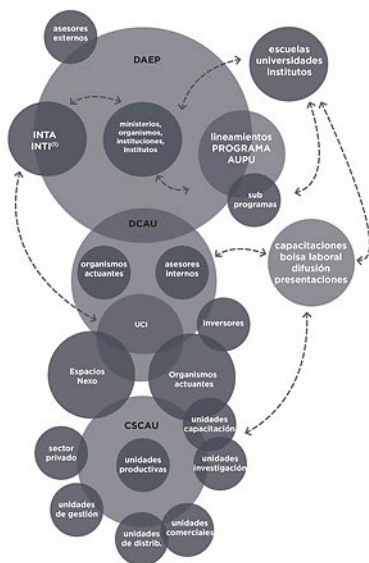 asesores
externos
DAEP
escuelas
universidades
institutos
INTA
INTI(1)
ministerios,
organismos,
instituciones,
institutos
lineamientos
PROGRAMA
AUPU
sub
programas
DCAU
organismos
actuantes
asesores
internos
capacitaciones
bolsa laboral
difusión
presentaciones
UCI
inversores
Espacios
Nexo
Organismos
actuantes
CSCAU
unidades
capacitación.
sector
privado
unidades
productivas
unidades
investigación
unidades
de gestión
unidades
de distrib.
unidades
comerciales